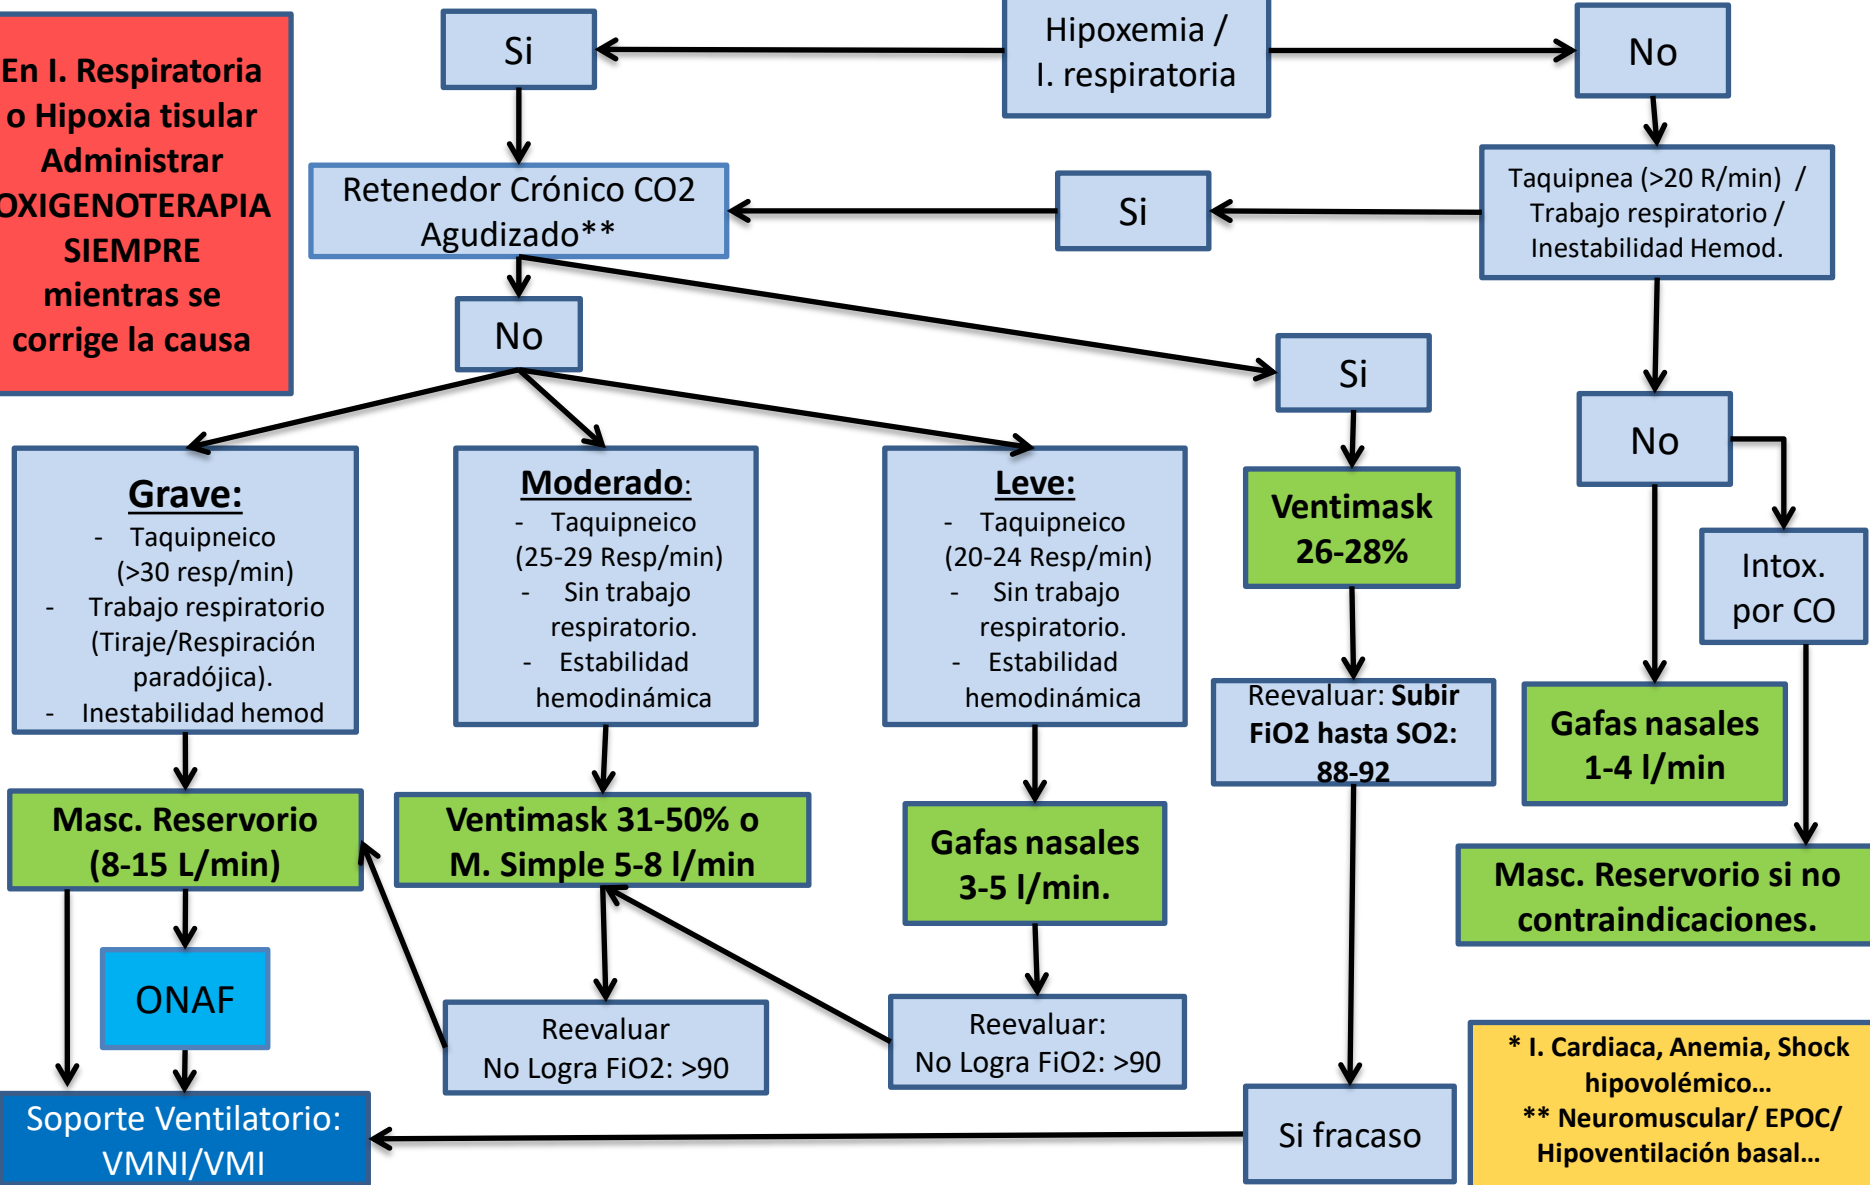 En I. Respiratoria
o Hipoxia tisular
Administrar
OXIGENOTERAPIA
SIEMPRE
mientras se
corrige la causa
Si
Hipoxemia /
I. respiratoria
No
Retenedor Crónico CO2
Agudizado**
Si
Taquipnea (>20 R/min) /
Trabajo respiratorio /
Inestabilidad Hemod.
No
Si
No
Grave:
- Taquipneico
(>30 resp/min)
- Trabajo respiratorio
(Tiraje/Respiración
paradójica).
- Inestabilidad hemod
Moderado:
- Taquipneico
(25-29 Resp/min)
- Sin trabajo
respiratorio.
- Estabilidad
hemodinámica
Leve:
- Taquipneico
(20-24 Resp/min)
- Sin trabajo
respiratorio.
- Estabilidad
hemodinámica
Ventimask
26-28%
Intox.
por CO
Reevaluar: Subir
FiO2 hasta SO2:
88-92
Gafas nasales
1-4 l/min
Masc. Reservorio
(8-15 L/min)
Ventimask 31-50% o
M. Simple 5-8 l/min
Gafas nasales
3-5 l/min.
Masc. Reservorio si no
contraindicaciones.
ONAF
Reevaluar
No Logra FiO2: >90
Reevaluar:
No Logra FiO2: >90
Soporte Ventilatorio:
VMNI/VMI
Si fracaso
* I. Cardiaca, Anemia, Shock
hipovolémico...
** Neuromuscular/ EPOC/
Hipoventilación basal...